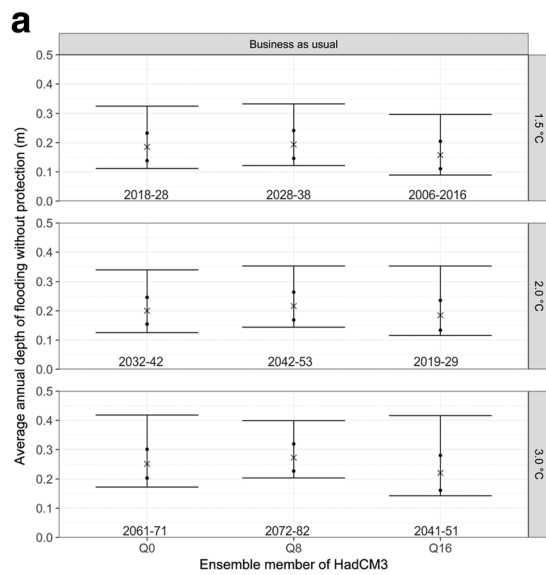 a
Business as usual
Average annual depth of flooding without protection (m)
0.5
0.4
0.3
0.2
0.1
0.0
2018-28 2028-38 2006-2016
1.5 °C
0.5
0.4
0.3
0.2
0.1
0.0
2032-42 2042-53 2019-29
2.0 °C
0.5
0.4
0.3
0.2
0.1
0.0
2061-71 2072-82 2041-51
3.0 °C
Q0 Q8 Q16
Ensemble member of HadCM3